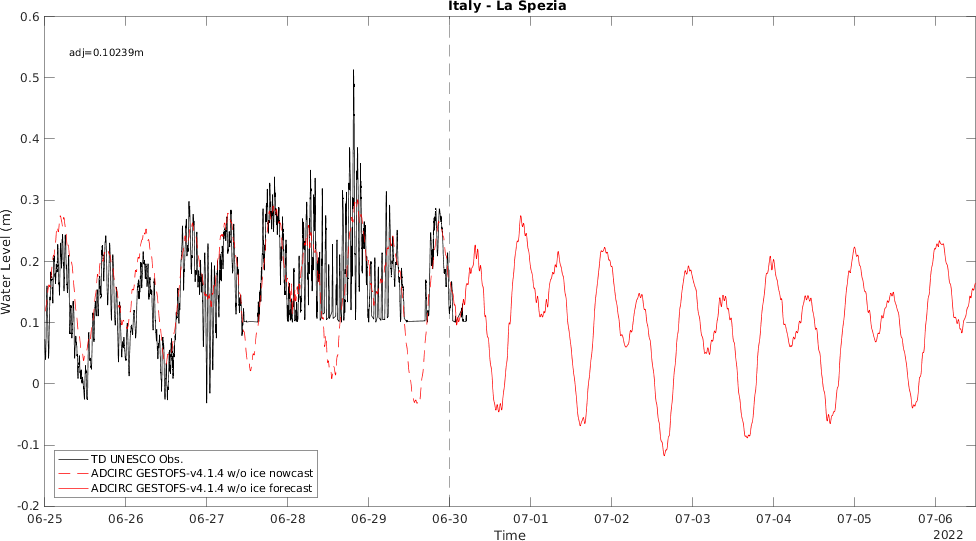 Italy - La Spezia
adj=0.10239m
0.6
0.5
0.4
0.3
0.2
0.1
0
-0.1
-0.2
Water Level (m)
TD UNESCO Obs.
ADCIRC GESTOFS-v4.1.4 w/o ice nowcast
ADCIRC GESTOFS-v4.1.4 w/o ice forecast
06-25 06-26 06-27 06-28 06-29 06-30 07-01 07-02 07-03 07-04 07-05 07-06
2022
Time